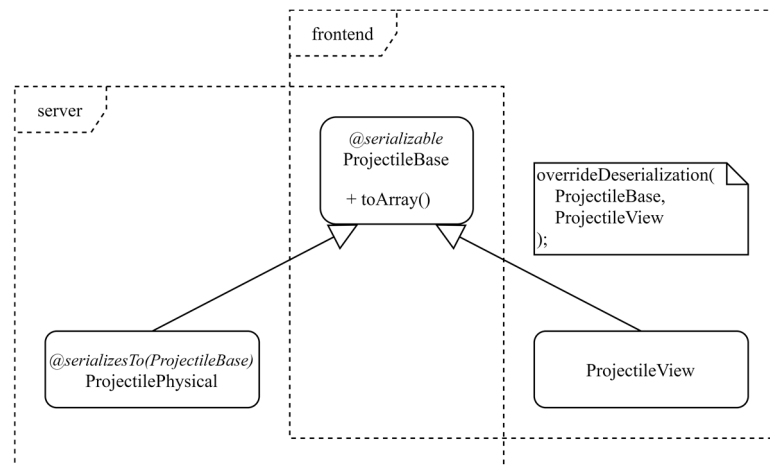 frontend
server
@serializable
ProjectileBase
+ toArray()
overrideDeserialization(
ProjectileBase,
ProjectileView
);
@serializesTo(ProjectileBase)
ProjectilePhysical
ProjectileView